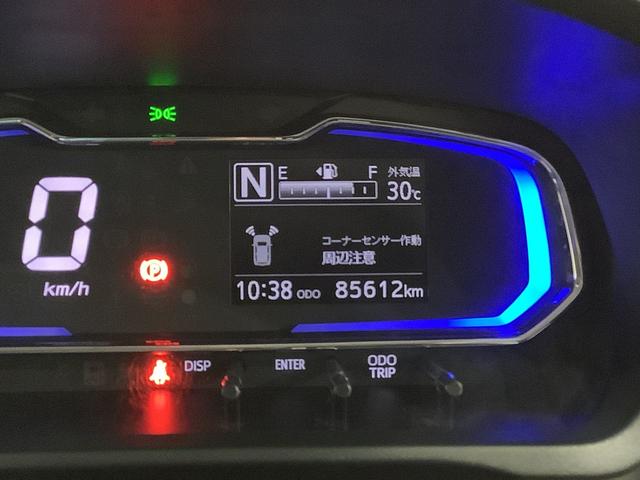 0
km/h
N E F 外気温
30℃
コーナーセンサー作動
周辺注意
10:38 ODO 85612km
P
DISP ENTER ODO
TRIP